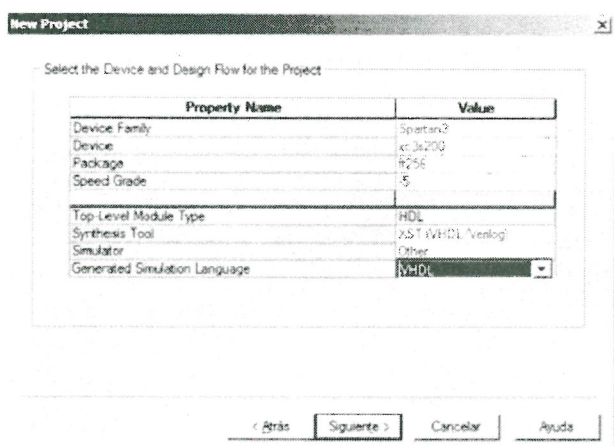 New Project
Select the Device and Design Flow for the Project
Property Name Value
Device Family Spartan3
Device xc3s200
Package ft256
Speed Grade -5
Top-Level Module Type HDL
Synthesis Tool XST (VHDL/Verilog)
Simulator Other
Generated Simulation Language VHDL
< Atrás Siguiente > Cancelar Ayuda